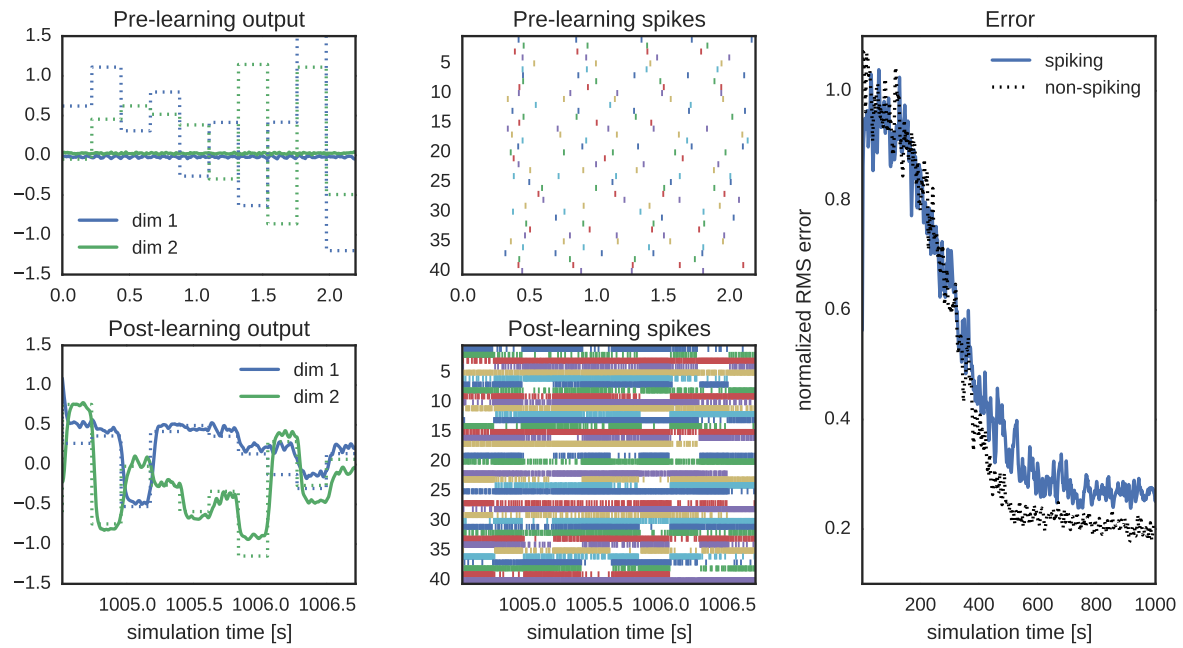 Pre-learning output
1.5
1.0
0.5
0.0
−0.5
−1.0
−1.5
dim 1
dim 2
0.0 0.5 1.0 1.5 2.0
Pre-learning spikes
5
10
15
20
25
30
35
40
0.0 0.5 1.0 1.5 2.0
Post-learning output
1.5
1.0
0.5
0.0
−0.5
−1.0
−1.5
dim 1
dim 2
1005.0 1005.5 1006.0 1006.5
simulation time [s]
Post-learning spikes
5
10
15
20
25
30
35
40
1005.0 1005.5 1006.0 1006.5
simulation time [s]
Error
spiking
non-spiking
normalized RMS error
1.0
0.8
0.6
0.4
0.2
200 400 600 800 1000
simulation time [s]